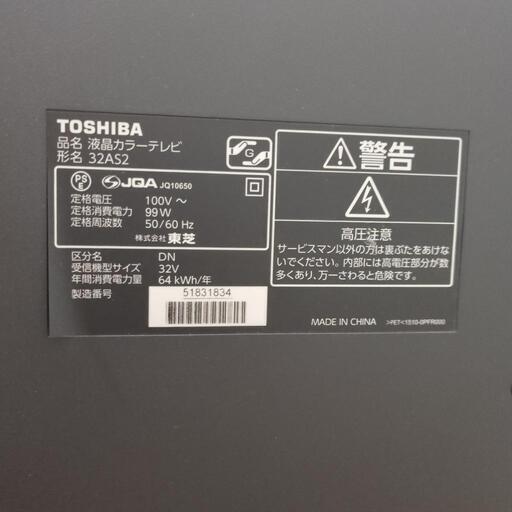 TOSHIBA
品名 液晶カラーテレビ
形名 32AS2
G
PS
E
JQA JQ10650
定格電圧 100V ～
定格消費電力 99W
定格周波数 50/60 Hz
株式会社 東芝
区分名 DN
受信機型サイズ 32V
年間消費電力量 64 kWh/年
製造番号 51831834
警告
高圧注意
サービスマン以外の方は裏ぶたをあけな
いでください。内部には高電圧部分が数
多くあり、万一さわると危険です。
MADE IN CHINA